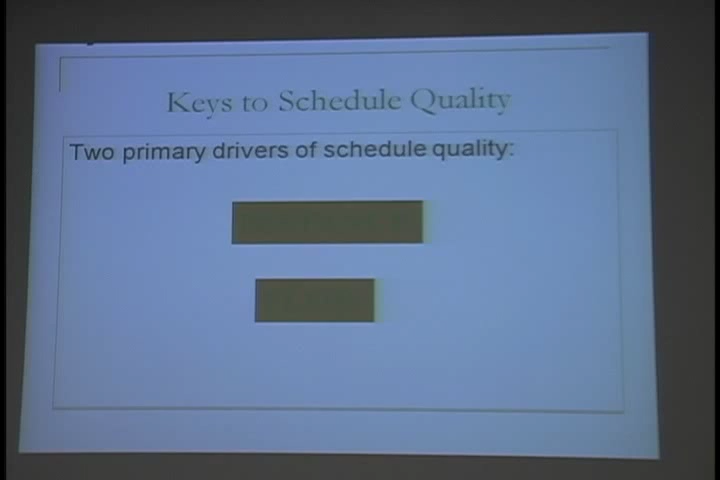 Keys to Schedule Quality
Two primary drivers of schedule quality: